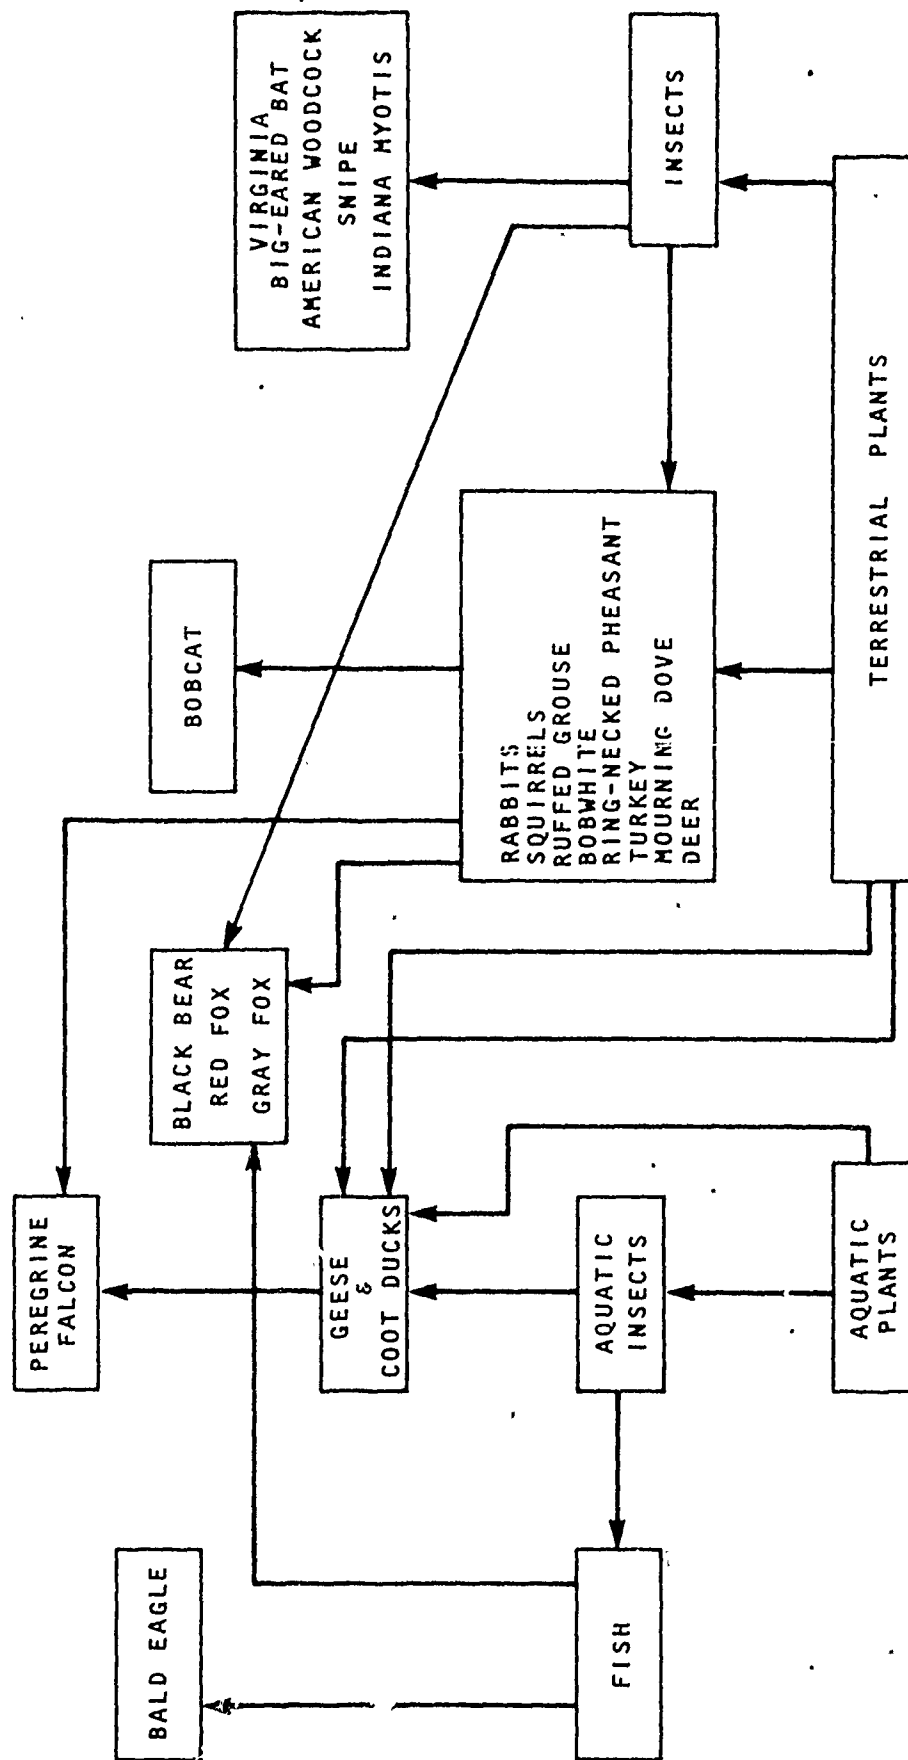 PEREGRINE
FALCON
BALD EAGLE
BLACK BEAR
RED FOX
GRAY FOX
BOBCAT
VIRGINIA
BIG-EARED BAT
AMERICAN WOODCOCK
SNIPE
INDIANA MYOTIS
GEESE
&
COOT DUCKS
RABBITS
SQUIRRELS
RUFFED GROUSE
BOBWHITE
RING-NECKED PHEASANT
TURKEY
MOURNING DOVE
DEER
FISH
AQUATIC
INSECTS
INSECTS
AQUATIC
PLANTS
TERRESTRIAL PLANTS